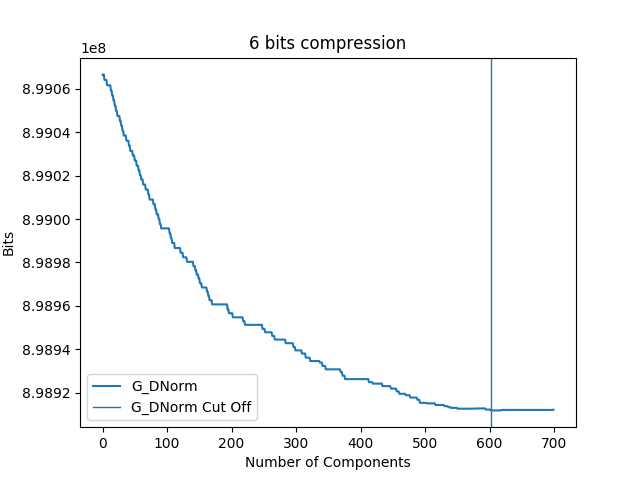 6 bits compression
1e8
8.9906
8.9904
8.9902
8.9900
8.9898
8.9896
8.9894
8.9892
Bits
G_DNorm
G_DNorm Cut Off
0 100 200 300 400 500 600 700
Number of Components